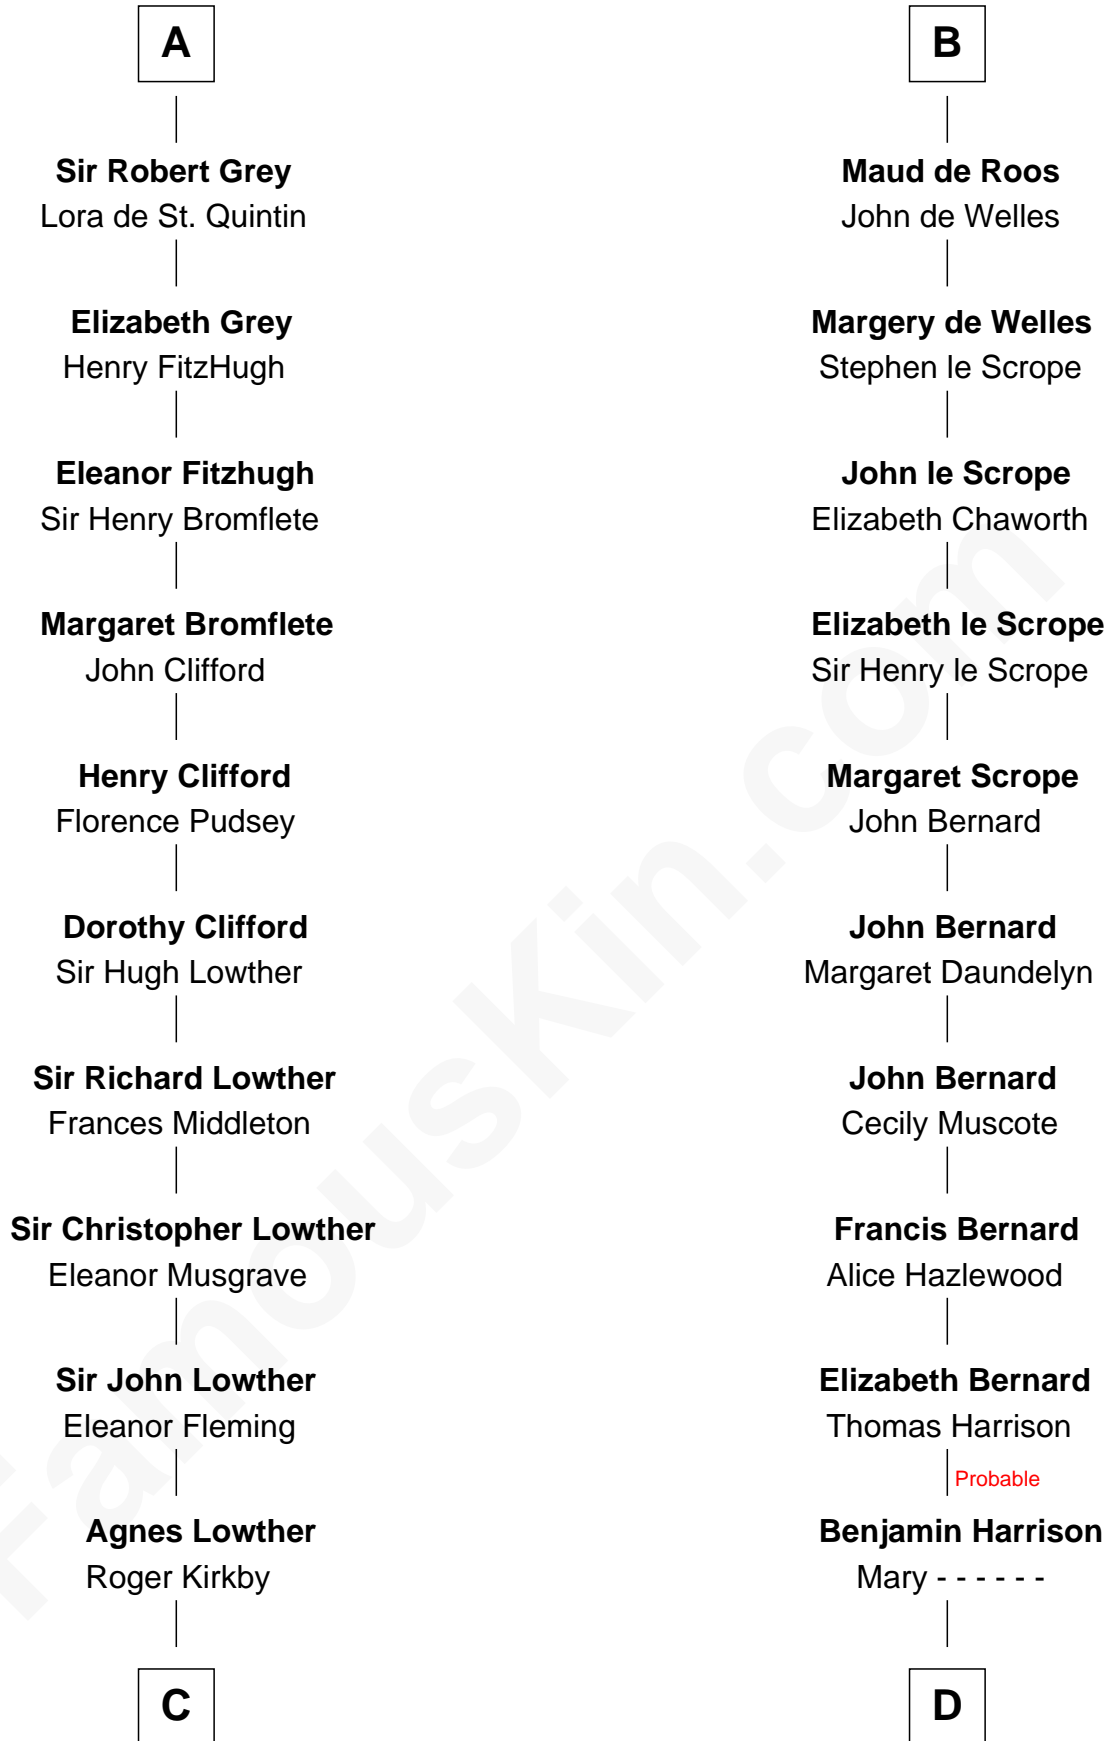 A
Sir Robert Grey
Lora de St. Quintin
Elizabeth Grey
Henry FitzHugh
Eleanor Fitzhugh
Sir Henry Bromflete
Margaret Bromflete
John Clifford
Henry Clifford
Florence Pudsey
Dorothy Clifford
Sir Hugh Lowther
Sir Richard Lowther
Frances Middleton
Sir Christopher Lowther
Eleanor Musgrave
Sir John Lowther
Eleanor Fleming
Agnes Lowther
Roger Kirkby
C
B
Maud de Roos
John de Welles
Margery de Welles
Stephen le Scrope
John le Scrope
Elizabeth Chaworth
Elizabeth le Scrope
Sir Henry le Scrope
Margaret Scrope
John Bernard
John Bernard
Margaret Daundelyn
John Bernard
Cecily Muscote
Francis Bernard
Alice Hazlewood
Elizabeth Bernard
Thomas Harrison
Probable
Benjamin Harrison
Mary - - - - - -
D
FamousKin.com